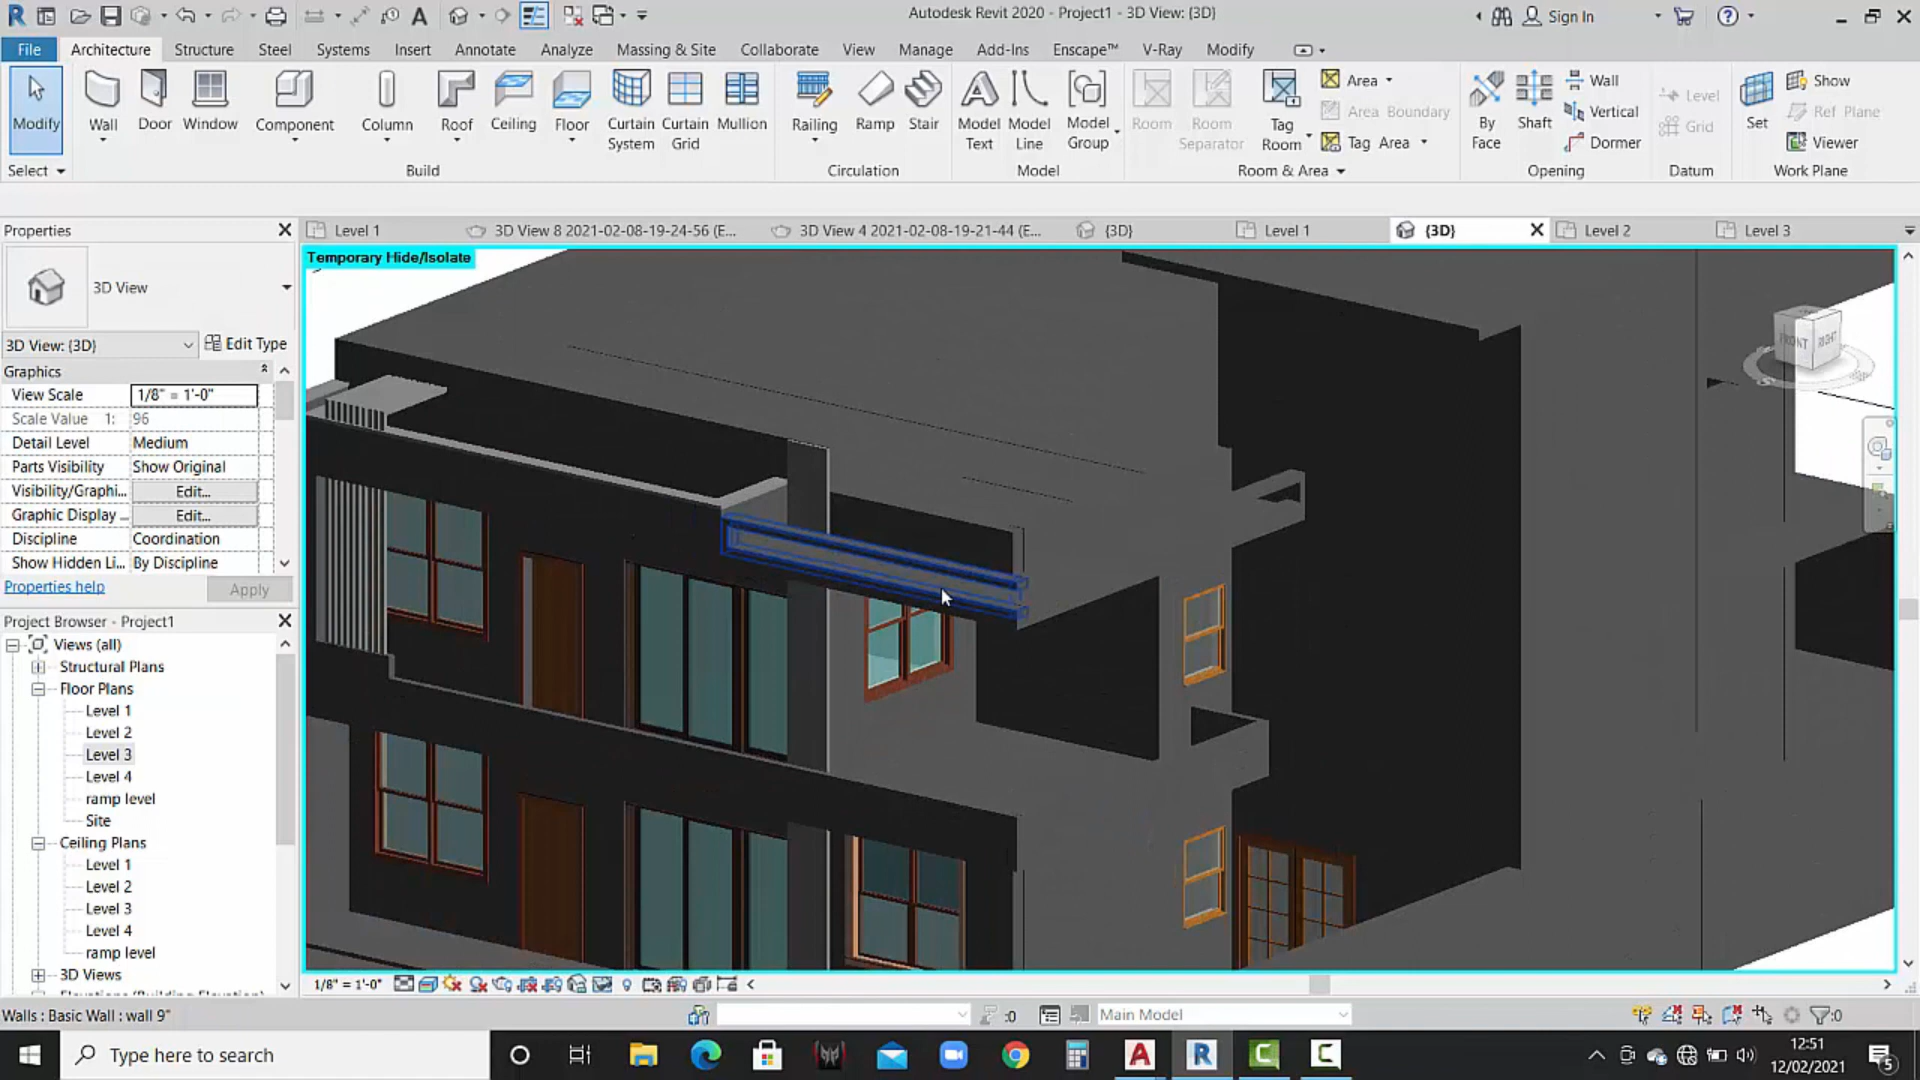 Autodesk Revit 2020 - Project1 - 3D View: {3D}
Sign In
File Architecture Structure Steel Systems Insert Annotate Analyze Massing & Site Collaborate View Manage Add-Ins Enscape™ V-Ray Modify
Modify
Wall
Door
Window
Component
Column
Roof
Ceiling
Floor
Curtain System
Curtain Grid
Mullion
Railing
Ramp
Stair
Model Text
Model Line
Model Group
Room
Room Separator
Tag Room
Area
Area Boundary
Tag Area
By Face
Shaft
Wall
Vertical
Dormer
Level
Grid
Set
Show
Ref Plane
Viewer
Select Build Circulation Model Room & Area Opening Datum Work Plane
Properties
Level 1 3D View 8 2021-02-08-19-24-56 (E... 3D View 4 2021-02-08-19-21-44 (E... {3D} Level 1 {3D} Level 2 Level 3
Temporary Hide/Isolate
3D View
3D View: {3D} Edit Type
Graphics
View Scale 1/8" = 1'-0"
Scale Value 1: 96
Detail Level Medium
Parts Visibility Show Original
Visibility/Graphi... Edit...
Graphic Display ... Edit...
Discipline Coordination
Show Hidden Li... By Discipline
Properties help Apply
FRONT RIGHT
Project Browser - Project1
Views (all)
Structural Plans
Floor Plans
Level 1
Level 2
Level 3
Level 4
ramp level
Site
Ceiling Plans
Level 1
Level 2
Level 3
Level 4
ramp level
3D Views
Elevations (Building Elevation)
1/8" = 1'-0"
Walls : Basic Wall : wall 9" :0 Main Model :0
Type here to search
12:51
12/02/2021
5